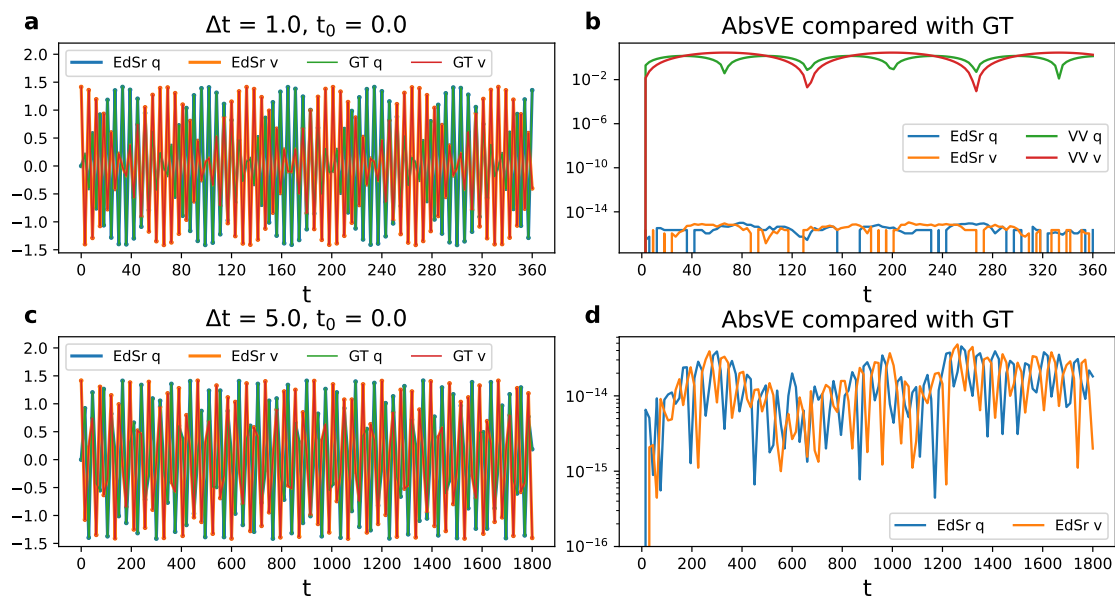 a
Δt = 1.0, t₀ = 0.0
EdSr q EdSr v GT q GT v
2.0
1.5
1.0
0.5
0.0
−0.5
−1.0
−1.5
0 40 80 120 160 200 240 280 320 360
t
b
AbsVE compared with GT
10⁻²
10⁻⁶
10⁻¹⁰
10⁻¹⁴
EdSr q VV q
EdSr v VV v
0 40 80 120 160 200 240 280 320 360
t
c
Δt = 5.0, t₀ = 0.0
EdSr q EdSr v GT q GT v
2.0
1.5
1.0
0.5
0.0
−0.5
−1.0
−1.5
0 200 400 600 800 1000 1200 1400 1600 1800
t
d
AbsVE compared with GT
10⁻¹⁴
10⁻¹⁵
10⁻¹⁶
EdSr q EdSr v
0 200 400 600 800 1000 1200 1400 1600 1800
t